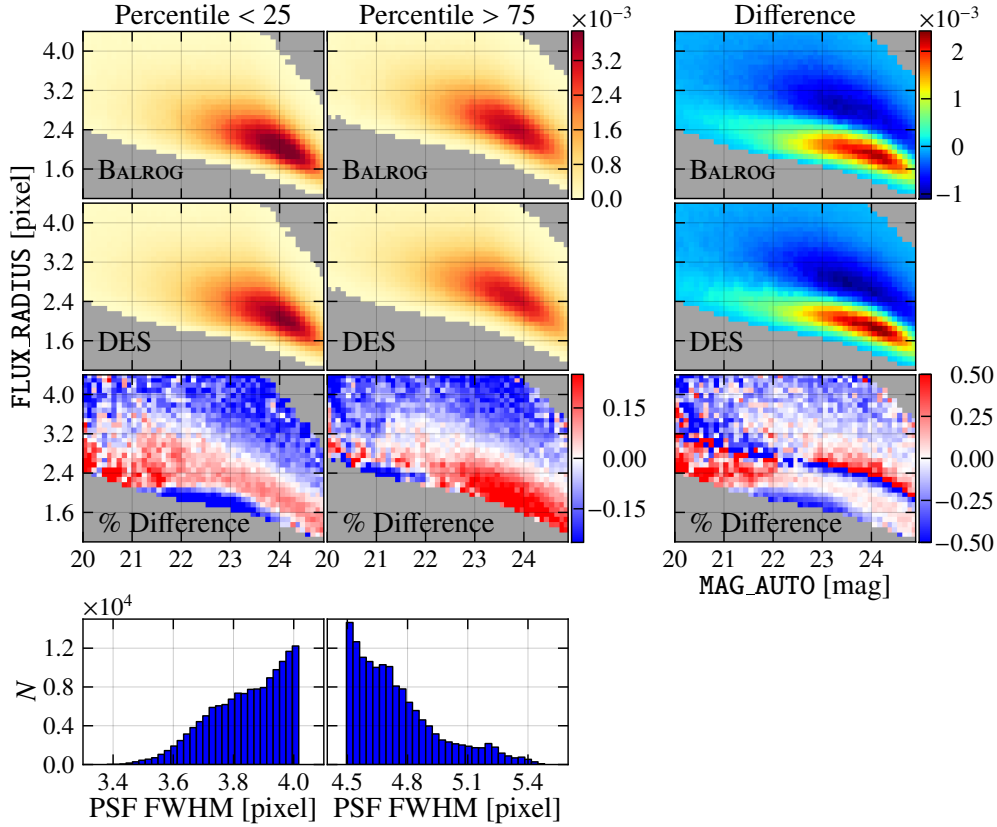 Percentile < 25 Percentile > 75 ×10⁻³ Difference ×10⁻³
4.4 3.2 2.4 1.6
4.0 3.2 2.4 1.6 0.8 0.0
2 1 0 −1
BALROG BALROG BALROG
FLUX_RADIUS [pixel]
4.0 3.2 2.4 1.6
DES DES DES
4.0 3.2 2.4 1.6
0.15 0.00 −0.15
0.50 0.25 0.00 −0.25 −0.50
% Difference % Difference % Difference
20 21 22 23 24 20 21 22 23 24 20 21 22 23 24
MAG_AUTO [mag]
×10⁴
1.2
N
0.8
0.4
0.0
3.4 3.6 3.8 4.0 4.5 4.8 5.1 5.4
PSF FWHM [pixel] PSF FWHM [pixel]